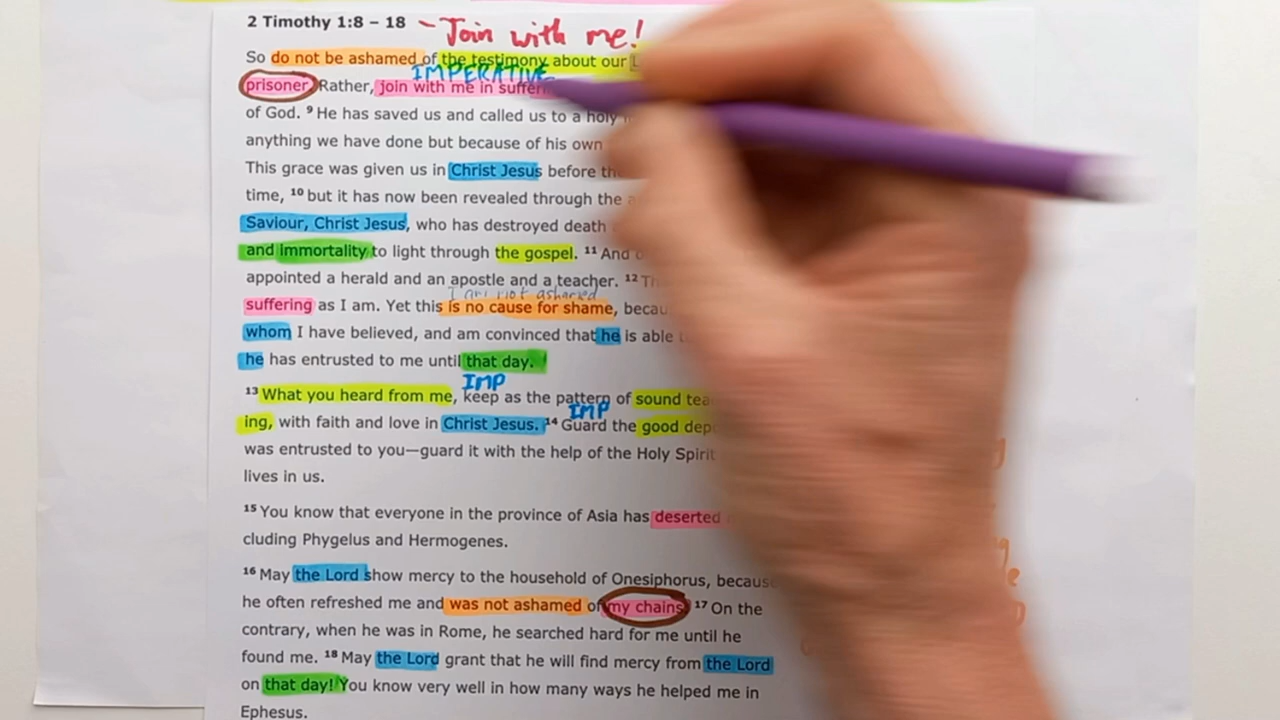 2 Timothy 1:8 – 18 ~ Join with me!
So do not be ashamed of the testimony about our
IMPERATIVE
prisoner. Rather, join with me in
of God. 9 He has saved us and called us to a holy
anything we have done but because of his own
This grace was given us in Christ Jesus before
time, 10 but it has now been revealed through the
Saviour, Christ Jesus, who has destroyed death
and immortality to light through the gospel. 11 And
appointed a herald and an apostle and a teacher. 12
I am not ashamed
suffering as I am. Yet this is no cause for shame,
whom I have believed, and am convinced that he is able
he has entrusted to me until that day.
IMP
13 What you heard from me, keep as the pattern of sound
IMP
ing, with faith and love in Christ Jesus. 14 Guard the good
was entrusted to you—guard it with the help of the Holy Spirit
lives in us.
15 You know that everyone in the province of Asia has deserted
cluding Phygelus and Hermogenes.
16 May the Lord show mercy to the household of Onesiphorus, because
he often refreshed me and was not ashamed of my chains. 17 On the
contrary, when he was in Rome, he searched hard for me until he
found me. 18 May the Lord grant that he will find mercy from the Lord
on that day! You know very well in how many ways he helped me in
Ephesus.